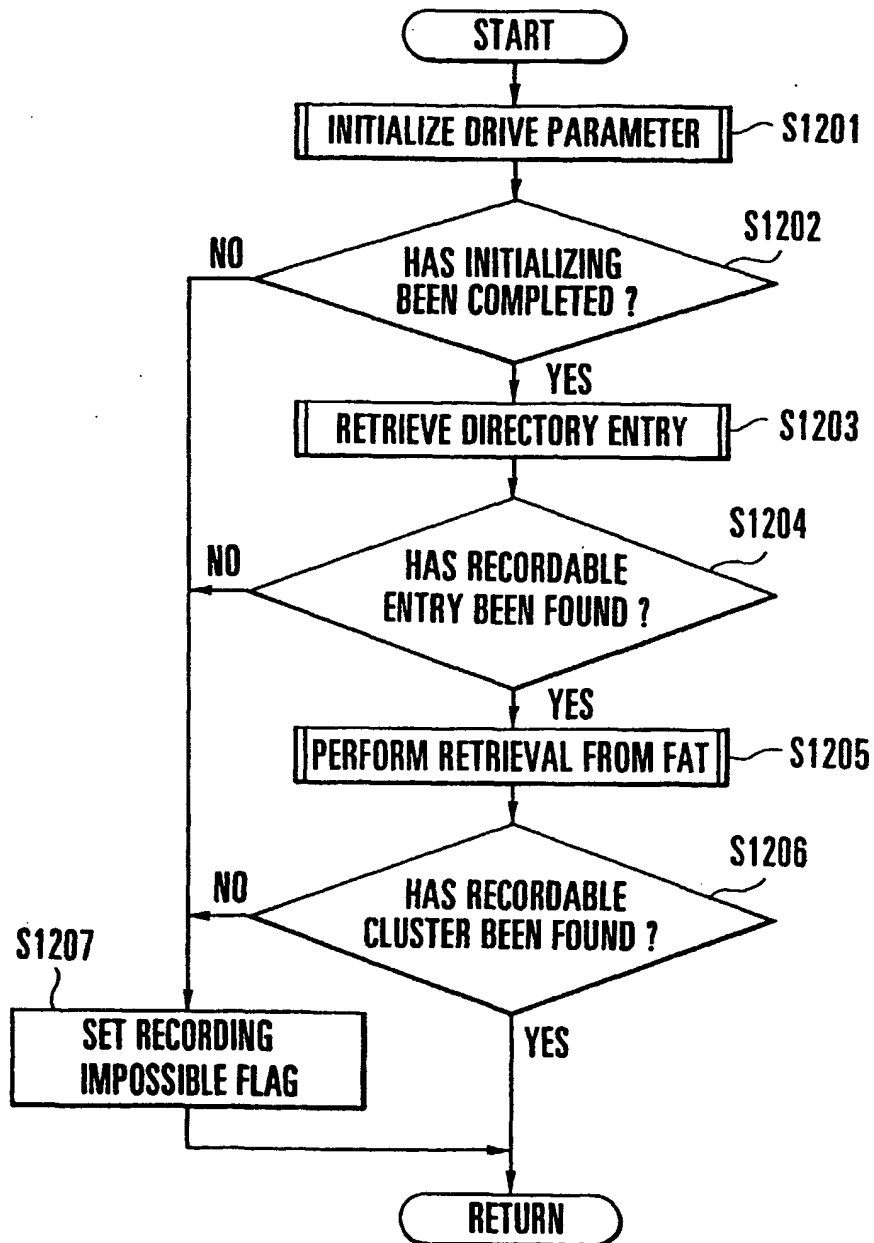 START
INITIALIZE DRIVE PARAMETER
S1201
S1202
NO
HAS INITIALIZING
BEEN COMPLETED ?
YES
RETRIEVE DIRECTORY ENTRY
S1203
S1204
NO
HAS RECORDABLE
ENTRY BEEN FOUND ?
YES
PERFORM RETRIEVAL FROM FAT
S1205
S1206
NO
HAS RECORDABLE
CLUSTER BEEN FOUND ?
S1207
SET RECORDING
IMPOSSIBLE FLAG
YES
RETURN